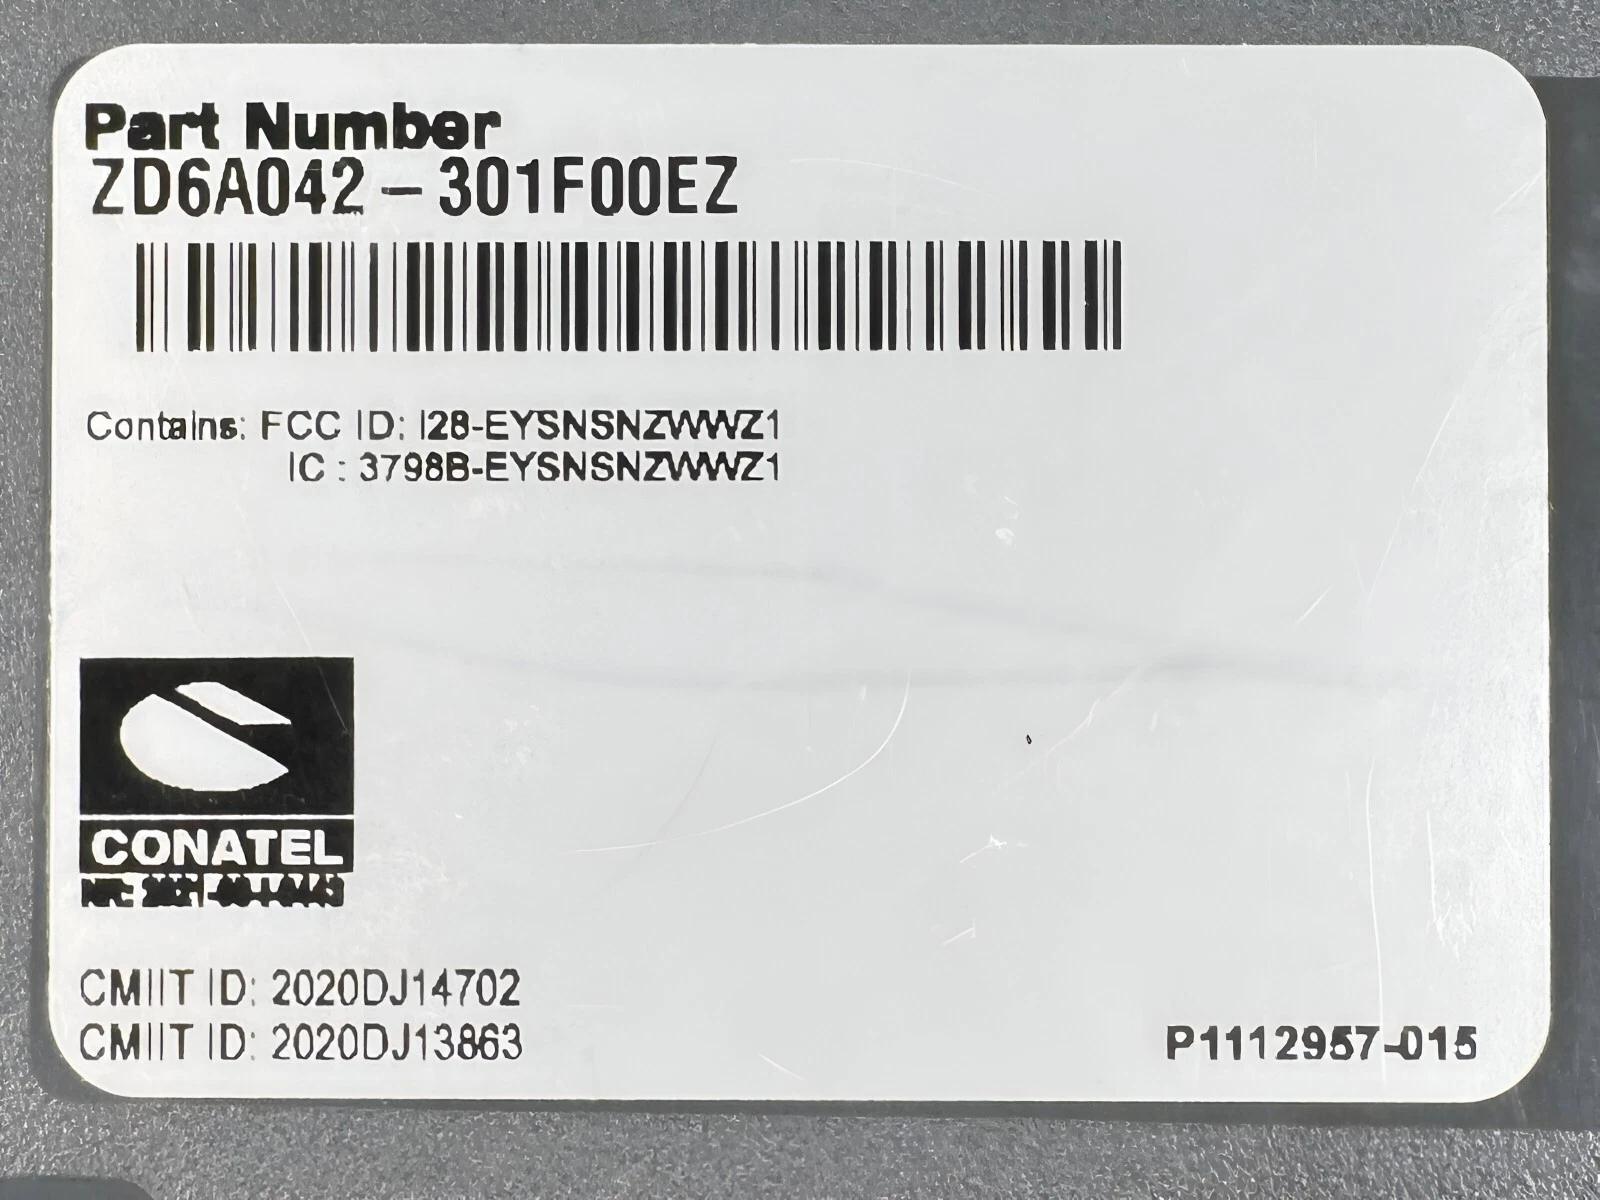 Part Number
ZD6A042-301F00EZ
Contains: FCC ID: I28-EYSNSNZWWZ1
IC : 3798B-EYSNSNZWWZ1
CONATEL
CMIIT ID: 2020DJ14702
CMIIT ID: 2020DJ13863
P1112957-015